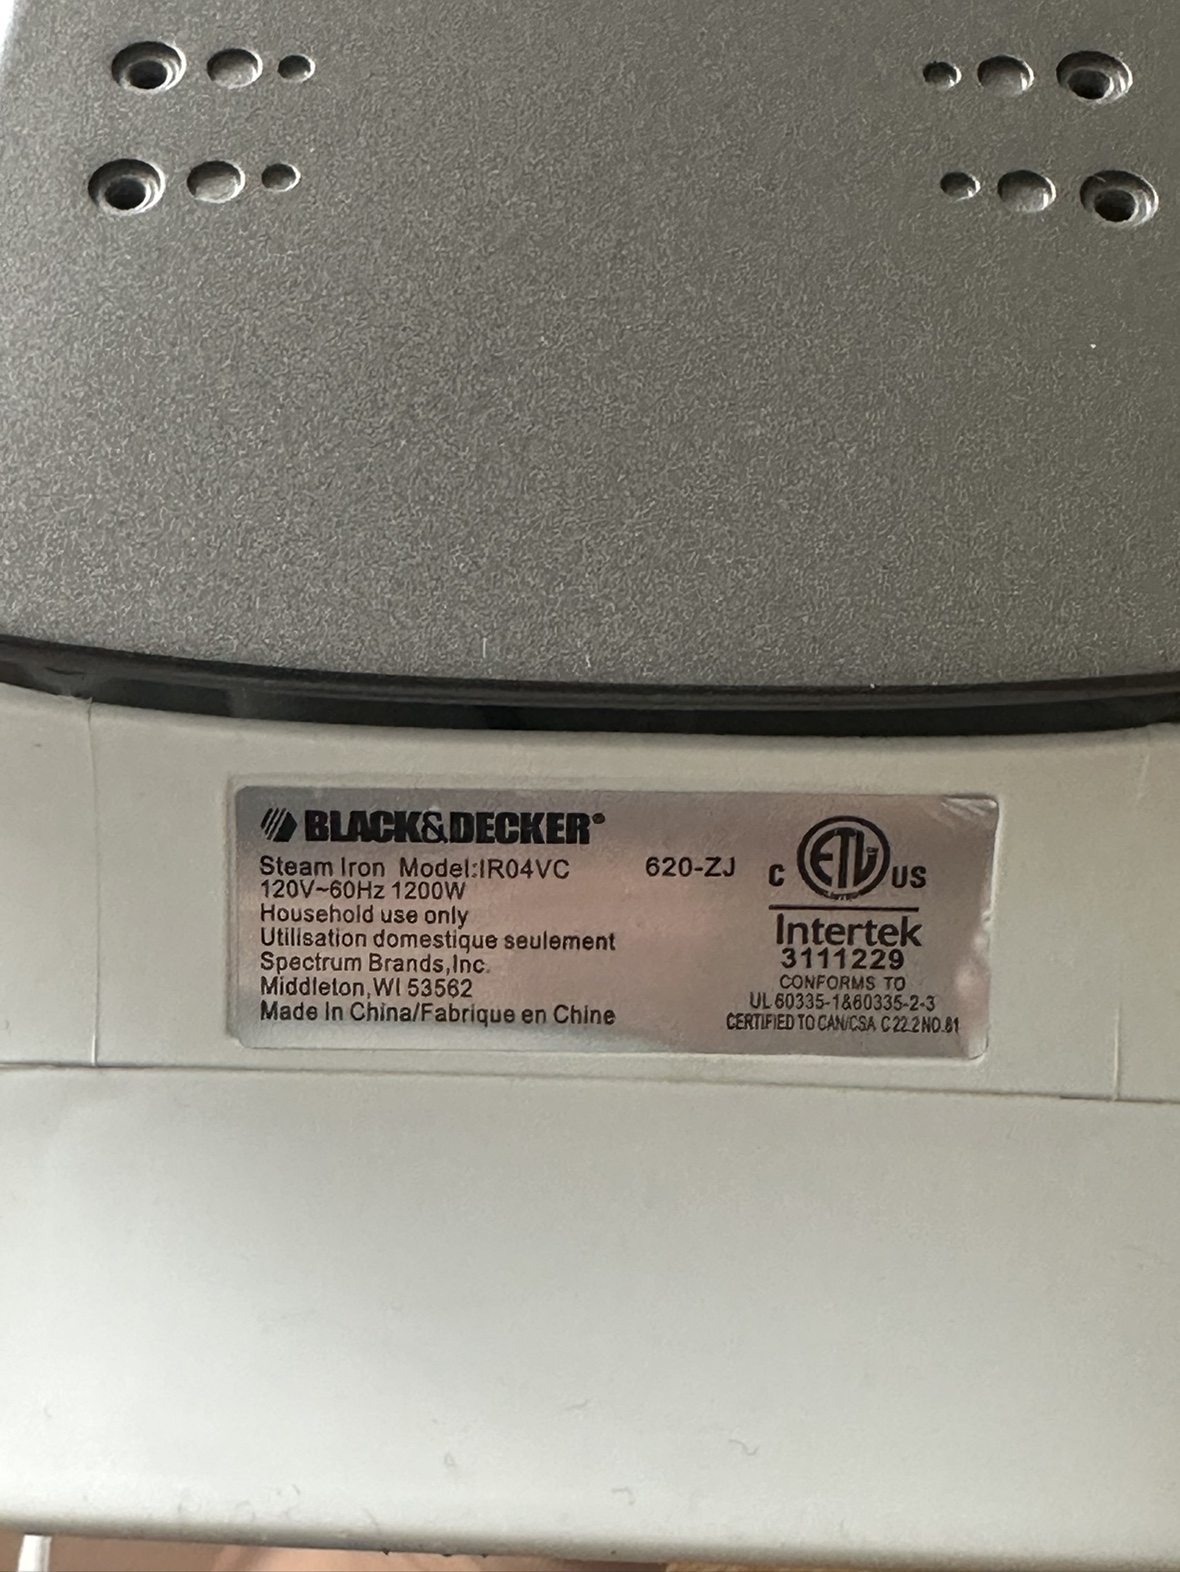 BLACK&DECKER®
Steam Iron Model:IR04VC 620-ZJ
120V~60Hz 1200W
Household use only
Utilisation domestique seulement
Spectrum Brands,Inc.
Middleton,WI 53562
Made In China/Fabrique en Chine
C ETL US
Intertek
3111229
CONFORMS TO
UL 60335-1&60335-2-3
CERTIFIED TO CAN/CSA C 22.2 NO.81